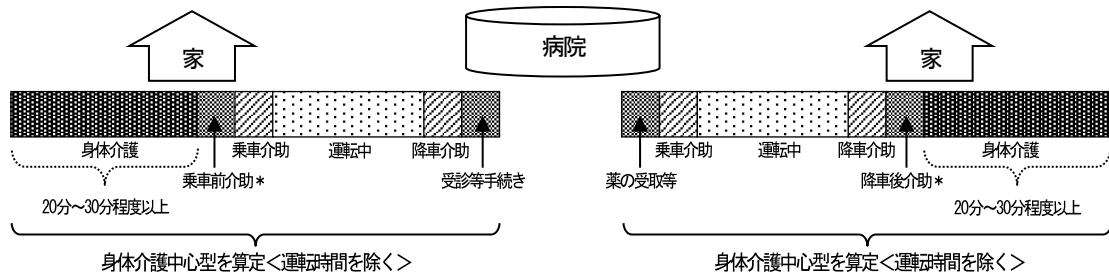 家
病院
家
身体介護
乗車介助
運転中
降車介助
乗車介助
運転中
降車介助
身体介護
乗車前介助*
受診等手続き
薬の受取等
降車後介助*
20分~30分程度以上
20分~30分程度以上
身体介護中心型を算定<運転時間を除く>
身体介護中心型を算定<運転時間を除く>